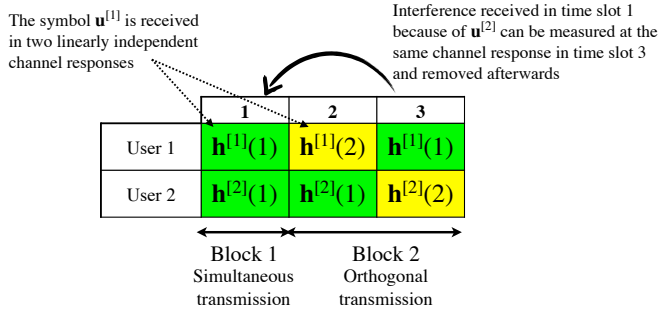 The symbol u^[1] is received
in two linearly independent
channel responses
Interference received in time slot 1
because of u^[2] can be measured at the
same channel response in time slot 3
and removed afterwards
1 2 3
User 1 h^[1](1) h^[1](2) h^[1](1)
User 2 h^[2](1) h^[2](1) h^[2](2)
Block 1 Block 2
Simultaneous Orthogonal
transmission transmission